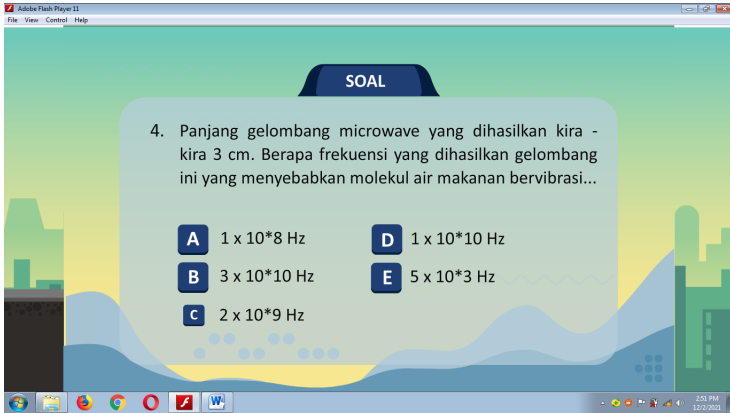 Adobe Flash Player 11
File View Control Help
SOAL
4. Panjang gelombang microwave yang dihasilkan kira -
kira 3 cm. Berapa frekuensi yang dihasilkan gelombang
ini yang menyebabkan molekul air makanan bervibrasi...
A 1 x 10*8 Hz
D 1 x 10*10 Hz
B 3 x 10*10 Hz
E 5 x 10*3 Hz
C 2 x 10*9 Hz
2:51 PM
12/2/2021